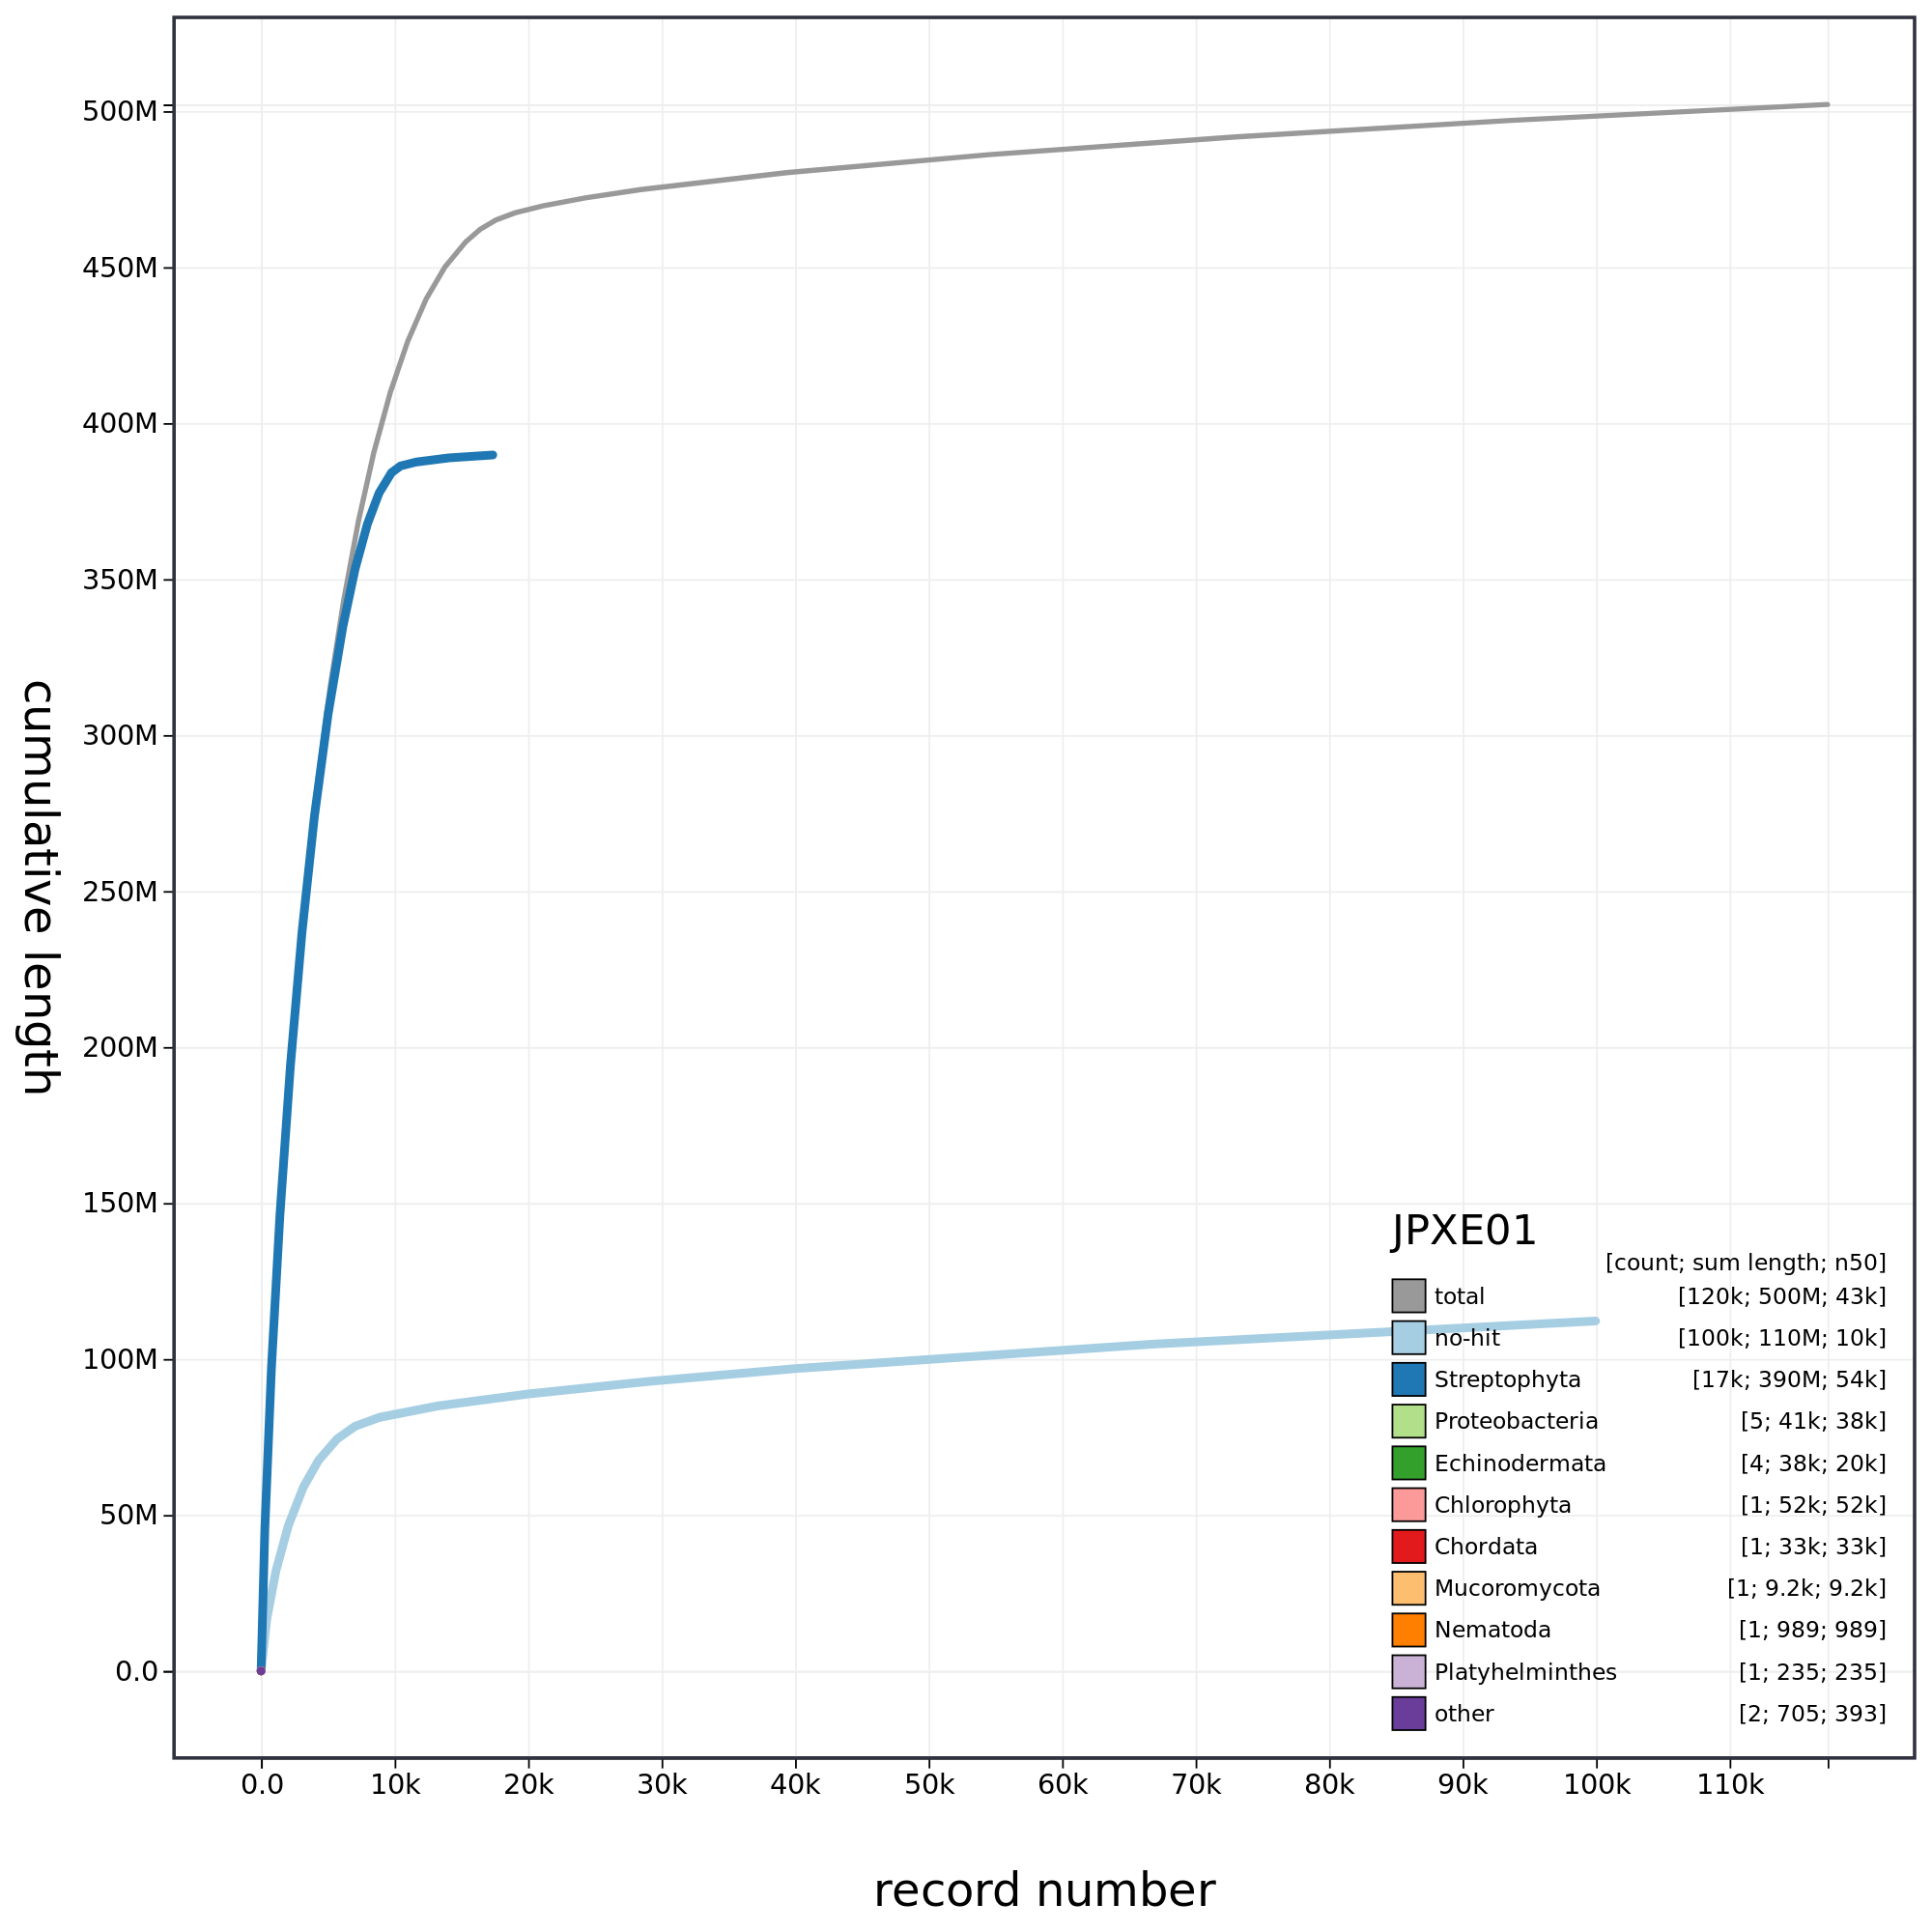 500M
450M
400M
350M
300M
250M
200M
150M
100M
50M
0.0
cumulative length
JPXE01
[count; sum length; n50]
total [120k; 500M; 43k]
no-hit [100k; 110M; 10k]
Streptophyta [17k; 390M; 54k]
Proteobacteria [5; 41k; 38k]
Echinodermata [4; 38k; 20k]
Chlorophyta [1; 52k; 52k]
Chordata [1; 33k; 33k]
Mucoromycota [1; 9.2k; 9.2k]
Nematoda [1; 989; 989]
Platyhelminthes [1; 235; 235]
other [2; 705; 393]
0.0 10k 20k 30k 40k 50k 60k 70k 80k 90k 100k 110k
record number